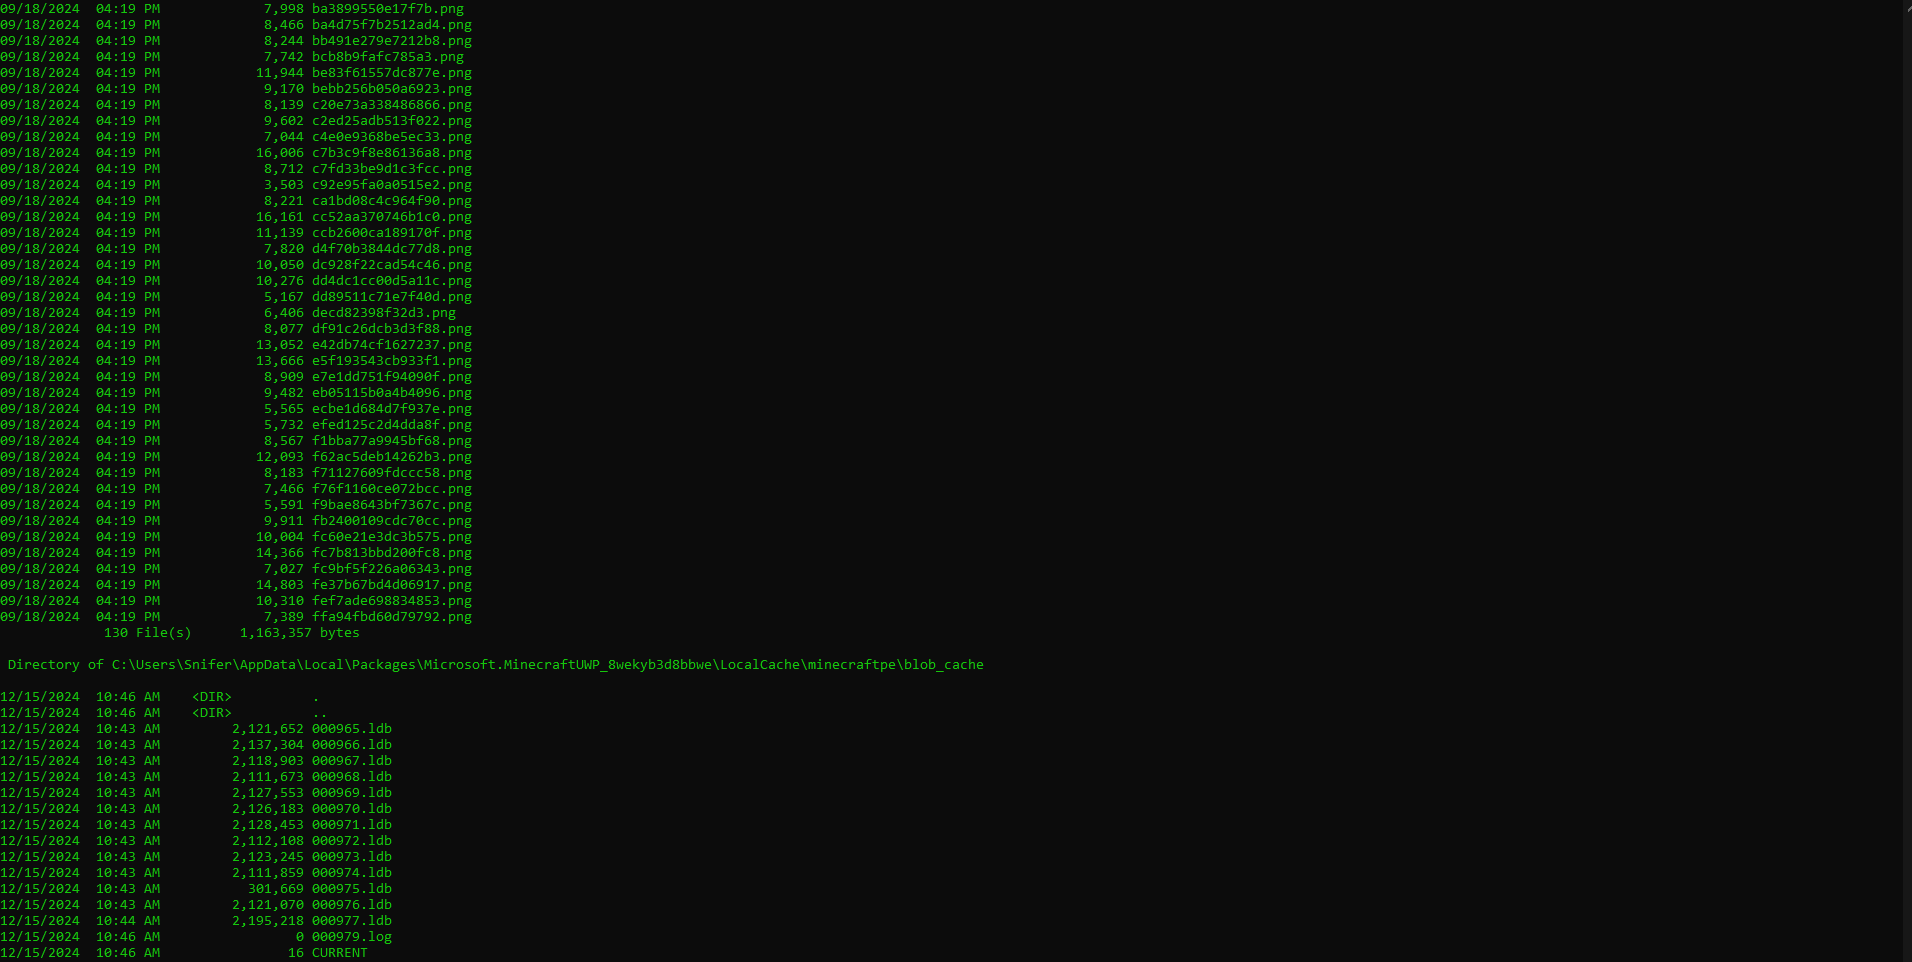 09/18/2024  04:19 PM             7,998 ba3899550e17f7b.png
09/18/2024  04:19 PM             8,466 ba4d75f7b2512ad4.png
09/18/2024  04:19 PM             8,244 bb491e279e7212b8.png
09/18/2024  04:19 PM             7,742 bcb8b9fafc785a3.png
09/18/2024  04:19 PM            11,944 be83f61557dc877e.png
09/18/2024  04:19 PM             9,170 bebb256b050a6923.png
09/18/2024  04:19 PM             8,139 c20e73a338486866.png
09/18/2024  04:19 PM             9,602 c2ed25adb513f022.png
09/18/2024  04:19 PM             7,044 c4e0e9368be5ec33.png
09/18/2024  04:19 PM            16,006 c7b3c9f8e86136a8.png
09/18/2024  04:19 PM             8,712 c7fd33be9d1c3fcc.png
09/18/2024  04:19 PM             3,503 c92e95fa0a0515e2.png
09/18/2024  04:19 PM             8,221 ca1bd08c4c964f90.png
09/18/2024  04:19 PM            16,161 cc52aa370746b1c0.png
09/18/2024  04:19 PM            11,139 ccb2600ca189170f.png
09/18/2024  04:19 PM             7,820 d4f70b3844dc77d8.png
09/18/2024  04:19 PM            10,050 dc928f22cad54c46.png
09/18/2024  04:19 PM            10,276 dd4dc1cc00d5a11c.png
09/18/2024  04:19 PM             5,167 dd89511c71e7f40d.png
09/18/2024  04:19 PM             6,406 decd82398f32d3.png
09/18/2024  04:19 PM             8,077 df91c26dcb3d3f88.png
09/18/2024  04:19 PM            13,052 e42db74cf1627237.png
09/18/2024  04:19 PM            13,666 e5f193543cb933f1.png
09/18/2024  04:19 PM             8,909 e7e1dd751f94090f.png
09/18/2024  04:19 PM             9,482 eb05115b0a4b4096.png
09/18/2024  04:19 PM             5,565 ecbe1d684d7f937e.png
09/18/2024  04:19 PM             5,732 efed125c2d4dda8f.png
09/18/2024  04:19 PM             8,567 f1bba77a9945bf68.png
09/18/2024  04:19 PM            12,093 f62ac5deb14262b3.png
09/18/2024  04:19 PM             8,183 f71127609fdccc58.png
09/18/2024  04:19 PM             7,466 f76f1160ce072bcc.png
09/18/2024  04:19 PM             5,591 f9bae8643bf7367c.png
09/18/2024  04:19 PM             9,911 fb2400109cdc70cc.png
09/18/2024  04:19 PM            10,004 fc60e21e3dc3b575.png
09/18/2024  04:19 PM            14,366 fc7b813bbd200fc8.png
09/18/2024  04:19 PM             7,027 fc9bf5f226a06343.png
09/18/2024  04:19 PM            14,803 fe37b67bd4d06917.png
09/18/2024  04:19 PM            10,310 fef7ade698834853.png
09/18/2024  04:19 PM             7,389 ffa94fbd60d79792.png
             130 File(s)      1,163,357 bytes
 Directory of C:\Users\Snifer\AppData\Local\Packages\Microsoft.MinecraftUWP_8wekyb3d8bbwe\LocalCache\minecraftpe\blob_cache
12/15/2024  10:46 AM    <DIR>          .
12/15/2024  10:46 AM    <DIR>          ..
12/15/2024  10:43 AM         2,121,652 000965.ldb
12/15/2024  10:43 AM         2,137,304 000966.ldb
12/15/2024  10:43 AM         2,118,903 000967.ldb
12/15/2024  10:43 AM         2,111,673 000968.ldb
12/15/2024  10:43 AM         2,127,553 000969.ldb
12/15/2024  10:43 AM         2,126,183 000970.ldb
12/15/2024  10:43 AM         2,128,453 000971.ldb
12/15/2024  10:43 AM         2,112,108 000972.ldb
12/15/2024  10:43 AM         2,123,245 000973.ldb
12/15/2024  10:43 AM         2,111,859 000974.ldb
12/15/2024  10:43 AM           301,669 000975.ldb
12/15/2024  10:43 AM         2,121,070 000976.ldb
12/15/2024  10:44 AM         2,195,218 000977.ldb
12/15/2024  10:46 AM                 0 000979.log
12/15/2024  10:46 AM                16 CURRENT